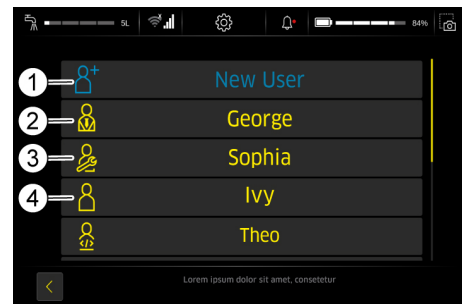 5L 84%
1 New User
2 George
3 Sophia
4 Ivy
</> Theo
Lorem ipsum dolor sit amet, consetetur